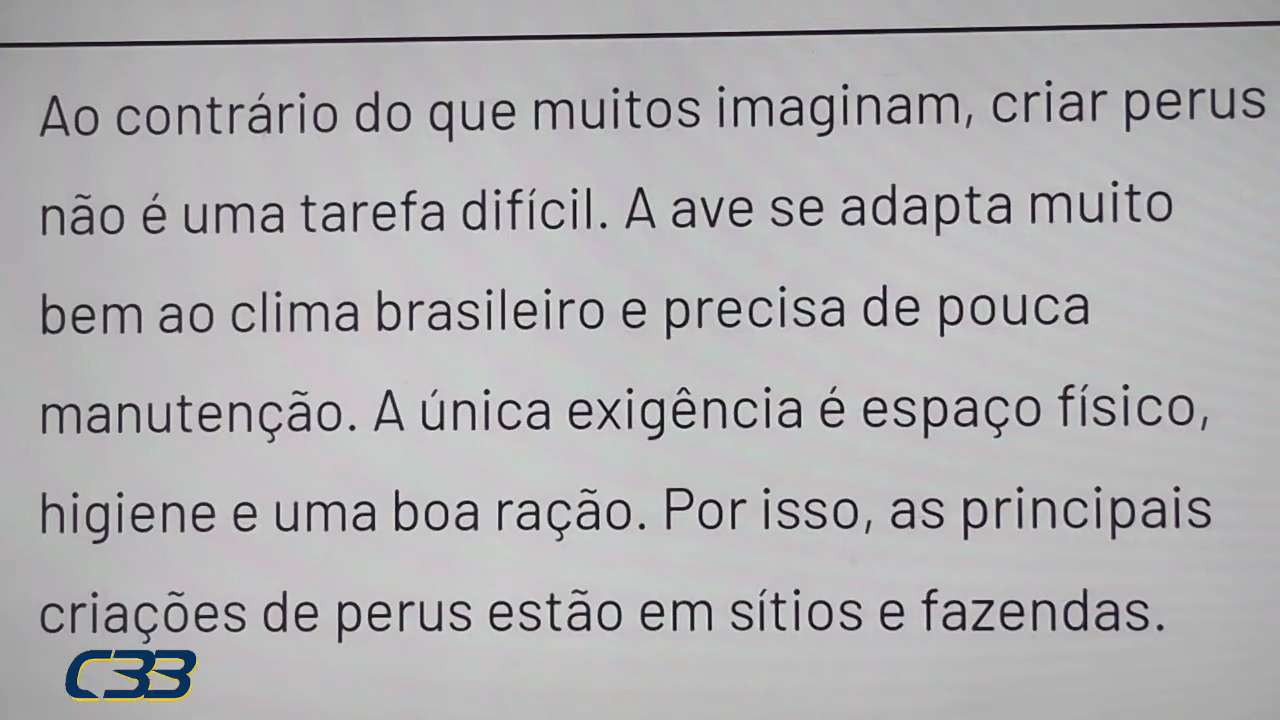 Ao contrário do que muitos imaginam, criar perus
não é uma tarefa difícil. A ave se adapta muito
bem ao clima brasileiro e precisa de pouca
manutenção. A única exigência é espaço físico,
higiene e uma boa ração. Por isso, as principais
criações de perus estão em sítios e fazendas.
C33